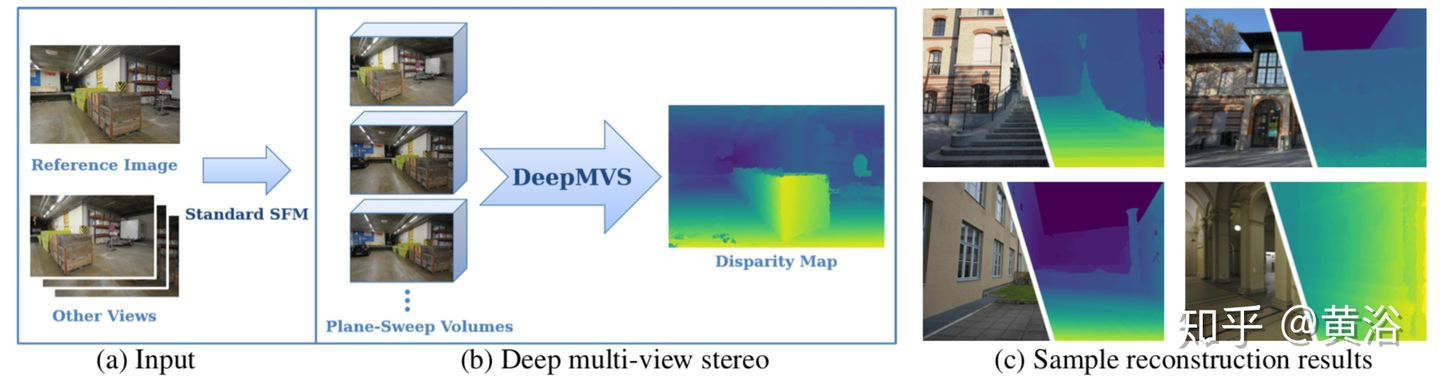 Reference Image
Other Views
Standard SFM
Plane-Sweep Volumes
DeepMVS
Disparity Map
(a) Input
(b) Deep multi-view stereo
(c) Sample reconstruction results
知乎 @黄浴